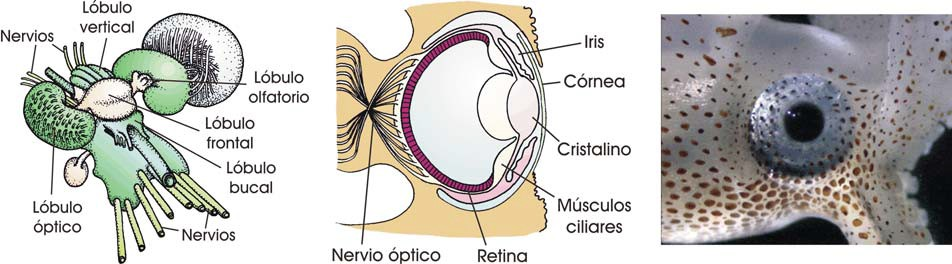 Lóbulo
vertical
Nervios
Lóbulo
olfatorio
Lóbulo
frontal
Lóbulo
bucal
Lóbulo
óptico
Nervios
Iris
Córnea
Cristalino
Músculos
ciliares
Nervio óptico
Retina